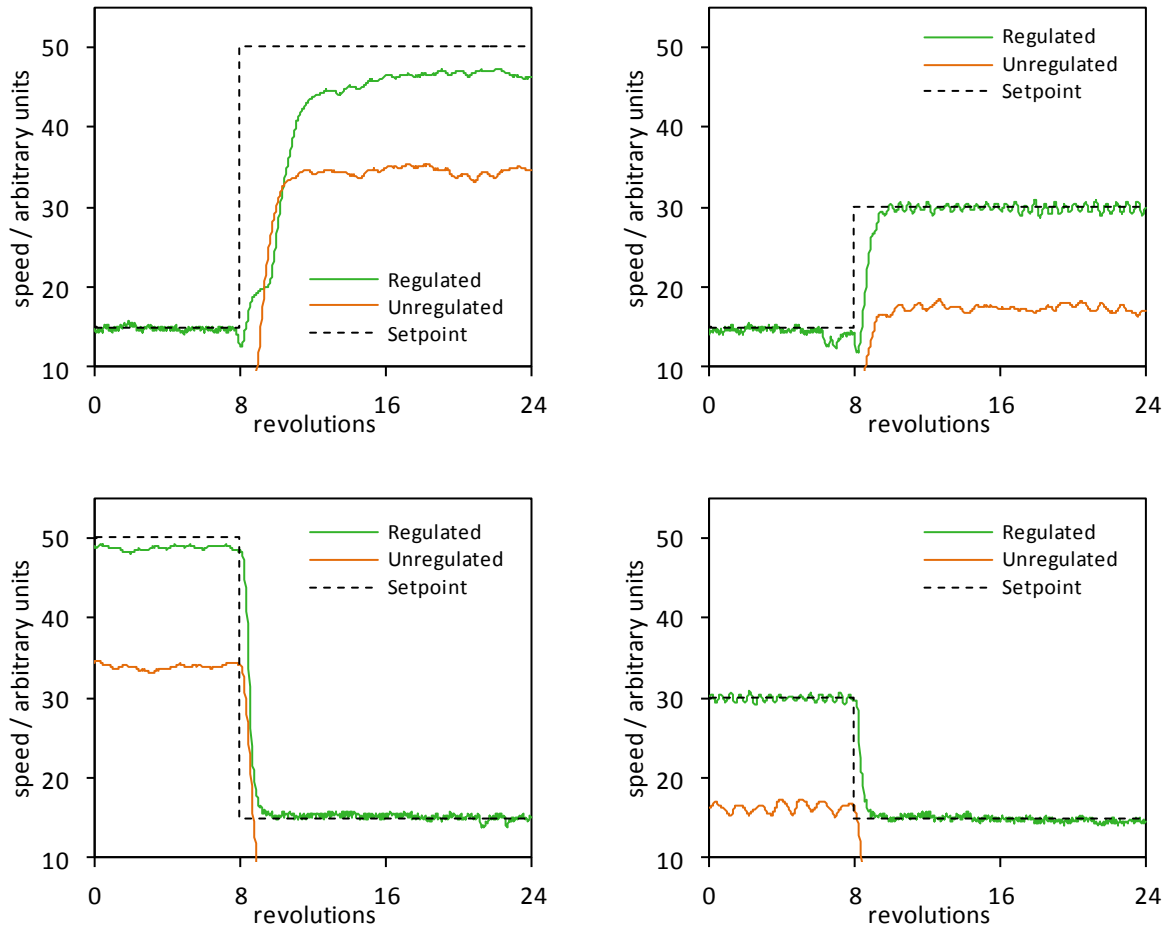 50
40
30
20
10
speed / arbitrary units
Regulated
Unregulated
Setpoint
0 8 16 24
revolutions
50
40
30
20
10
speed / arbitrary units
Regulated
Unregulated
Setpoint
0 8 16 24
revolutions
50
40
30
20
10
speed / arbitrary units
Regulated
Unregulated
Setpoint
0 8 16 24
revolutions
50
40
30
20
10
speed / arbitrary units
Regulated
Unregulated
Setpoint
0 8 16 24
revolutions